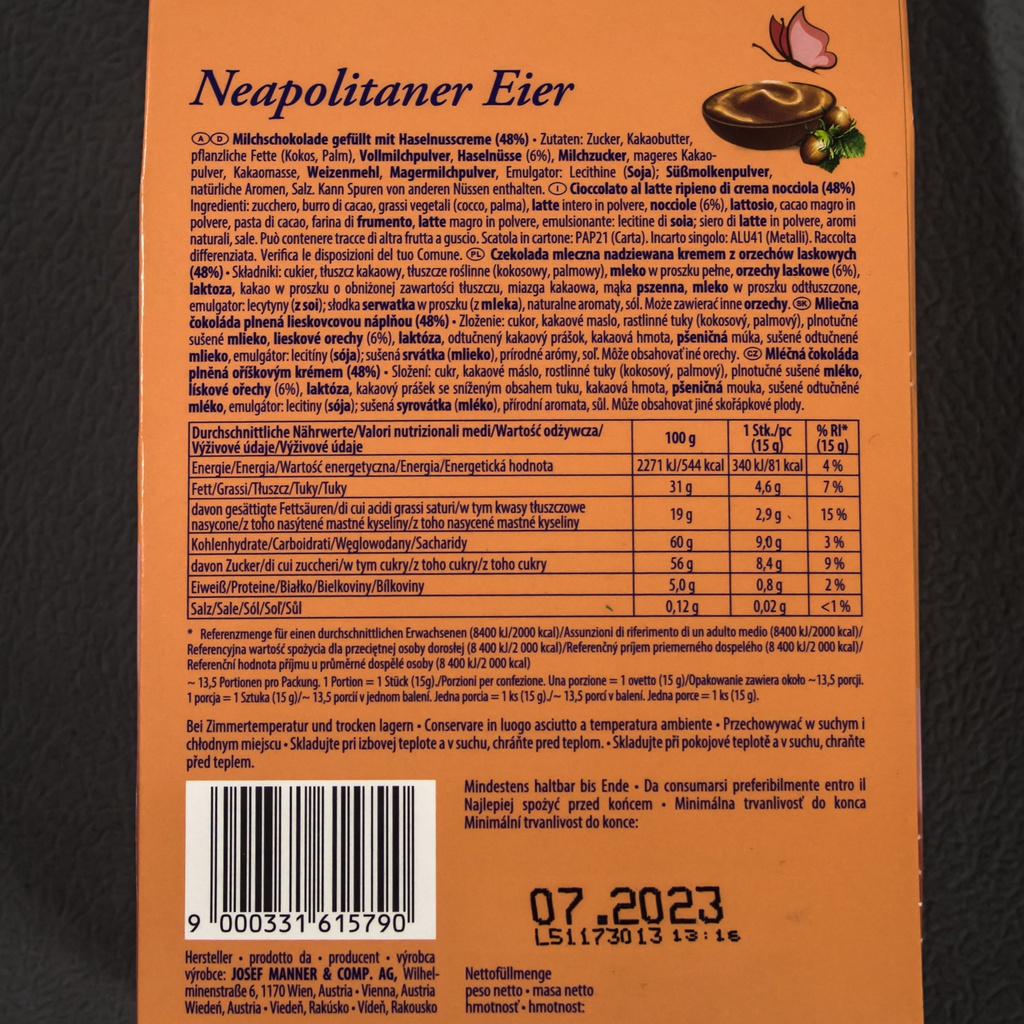 Neapolitaner Eier
Ⓐ Ⓓ Milchschokolade gefüllt mit Haselnusscreme (48%) • Zutaten: Zucker, Kakaobutter,
pflanzliche Fette (Kokos, Palm), Vollmilchpulver, Haselnüsse (6%), Milchzucker, mageres Kakao-
pulver, Kakaomasse, Weizenmehl, Magermilchpulver, Emulgator: Lecithine (Soja); Süßmolkenpulver,
natürliche Aromen, Salz. Kann Spuren von anderen Nüssen enthalten. Ⓘ Cioccolato al latte ripieno di crema nocciola (48%)
Ingredienti: zucchero, burro di cacao, grassi vegetali (cocco, palma), latte intero in polvere, nocciole (6%), lattosio, cacao magro in
polvere, pasta di cacao, farina di frumento, latte magro in polvere, emulsionante: lecitine di soia; siero di latte in polvere, aromi
naturali, sale. Può contenere tracce di altra frutta a guscio. Scatola in cartone: PAP21 (Carta). Incarto singolo: ALU41 (Metalli). Raccolta
differenziata. Verifica le disposizioni del tuo Comune. PL Czekolada mleczna nadziewana kremem z orzechów laskowych
(48%) • Składniki: cukier, tłuszcz kakaowy, tłuszcze roślinne (kokosowy, palmowy), mleko w proszku pełne, orzechy laskowe (6%),
laktoza, kakao w proszku o obniżonej zawartości tłuszczu, miazga kakaowa, mąka pszenna, mleko w proszku odtłuszczone,
emulgator: lecytyny (z soi); słodka serwatka w proszku (z mleka), naturalne aromaty, sól. Może zawierać inne orzechy. SK Mliečna
čokoláda plnená lieskovcovou náplňou (48%) • Zloženie: cukor, kakaové maslo, rastlinné tuky (kokosový, palmový), plnotučné
sušené mlieko, lieskové orechy (6%), laktóza, odtučnený kakaový prášok, kakaová hmota, pšeničná múka, sušené odtučnené
mlieko, emulgátor: lecitíny (sója); sušená srvátka (mlieko), prírodné arómy, soľ. Môže obsahovať iné orechy. CZ Mléčná čokoláda
plněná oříškovým krémem (48%) • Složení: cukr, kakaové máslo, rostlinné tuky (kokosový, palmový), plnotučné sušené mléko,
lískové ořechy (6%), laktóza, kakaový prášek se sníženým obsahem tuku, kakaová hmota, pšeničná mouka, sušené odtučněné
mléko, emulgátor: lecitiny (sója); sušená syrovátka (mléko), přírodní aromata, sůl. Může obsahovat jiné skořápkové plody.
Durchschnittliche Nährwerte/Valori nutrizionali medi/Wartość odżywcza/
Výživové údaje/Výživové údaje 100 g 1 Stk./pc (15 g) % RI* (15 g)
Energie/Energia/Wartość energetyczna/Energia/Energetická hodnota 2271 kJ/544 kcal 340 kJ/81 kcal 4 %
Fett/Grassi/Tłuszcz/Tuky/Tuky 31 g 4,6 g 7 %
davon gesättigte Fettsäuren/di cui acidi grassi saturi/w tym kwasy tłuszczowe
nasycone/z toho nasýtené mastné kyseliny/z toho nasycené mastné kyseliny 19 g 2,9 g 15 %
Kohlenhydrate/Carboidrati/Węglowodany/Sacharidy 60 g 9,0 g 3 %
davon Zucker/di cui zuccheri/w tym cukry/z toho cukry/z toho cukry 56 g 8,4 g 9 %
Eiweiß/Proteine/Białko/Bielkoviny/Bílkoviny 5,0 g 0,8 g 2 %
Salz/Sale/Sól/Soľ/Sůl 0,12 g 0,02 g <1 %
* Referenzmenge für einen durchschnittlichen Erwachsenen (8400 kJ/2000 kcal)/Assunzioni di riferimento di un adulto medio (8400 kJ/2000 kcal)/
Referencyjna wartość spożycia dla przeciętnej osoby dorosłej (8 400 kJ/2 000 kcal)/Referenčný príjem priemerného dospelého (8 400 kJ/2 000 kcal)/
Referenční hodnota příjmu u průměrné dospělé osoby (8 400 kJ/2 000 kcal)
~ 13,5 Portionen pro Packung. 1 Portion = 1 Stück (15g)./Porzioni per confezione. Una porzione = 1 ovetto (15 g)/Opakowanie zawiera około ~13,5 porcji.
1 porcja = 1 Sztuka (15 g)/~ 13,5 porcií v jednom balení. Jedna porcia = 1 ks (15 g)./~ 13,5 porcí v balení. Jedna porce = 1 ks (15 g).
Bei Zimmertemperatur und trocken lagern • Conservare in luogo asciutto a temperatura ambiente • Przechowywać w suchym i
chłodnym miejscu • Skladujte pri izbovej teplote a v suchu, chráňte pred teplom. • Skladujte při pokojové teplotě a v suchu, chraňte
před teplem.
Mindestens haltbar bis Ende • Da consumarsi preferibilmente entro il
Najlepiej spożyć przed końcem • Minimálna trvanlivosť do konca
Minimální trvanlivost do konce:
07.2023
L51173013 13:16
9 000331 615790
Hersteller • prodotto da • producent • výrobca
výrobce: JOSEF MANNER & COMP. AG, Wilhel-
minenstraße 6, 1170 Wien, Austria • Vienna, Austria
Wiedeń, Austria • Viedeň, Rakúsko • Vídeň, Rakousko
Nettofüllmenge
peso netto • masa netto
hmotnosť • hmotnost: